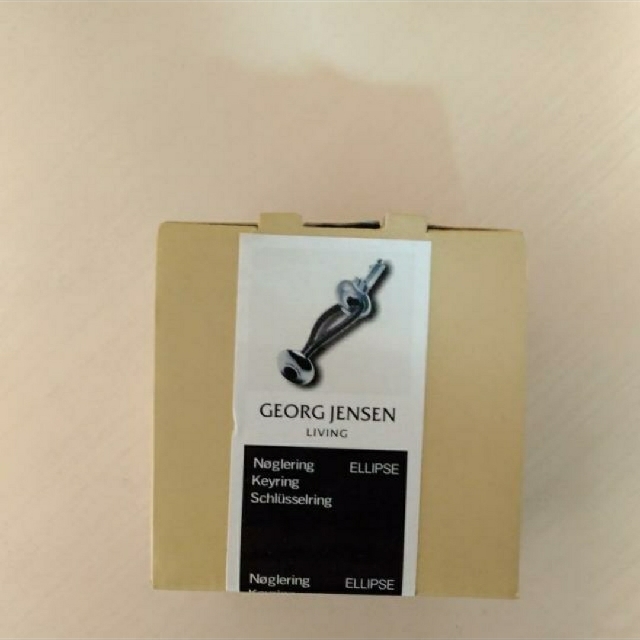 GEORG JENSEN
LIVING
Nøglering ELLIPSE
Keyring
Schlüsselring
Nøglering ELLIPSE